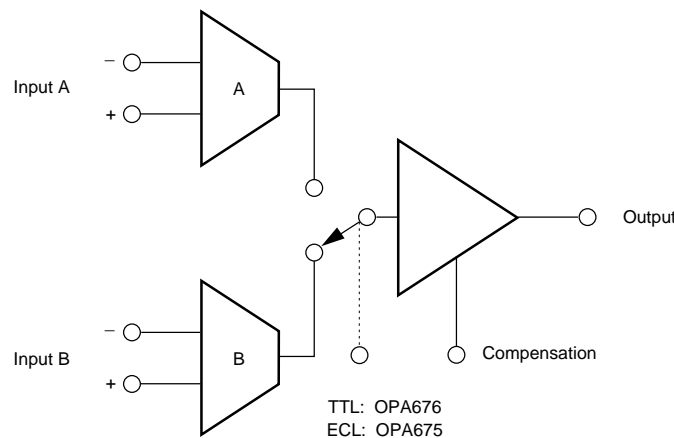 −
Input A
A
+
Output
−
Input B
B
+
Compensation
TTL: OPA676
ECL: OPA675